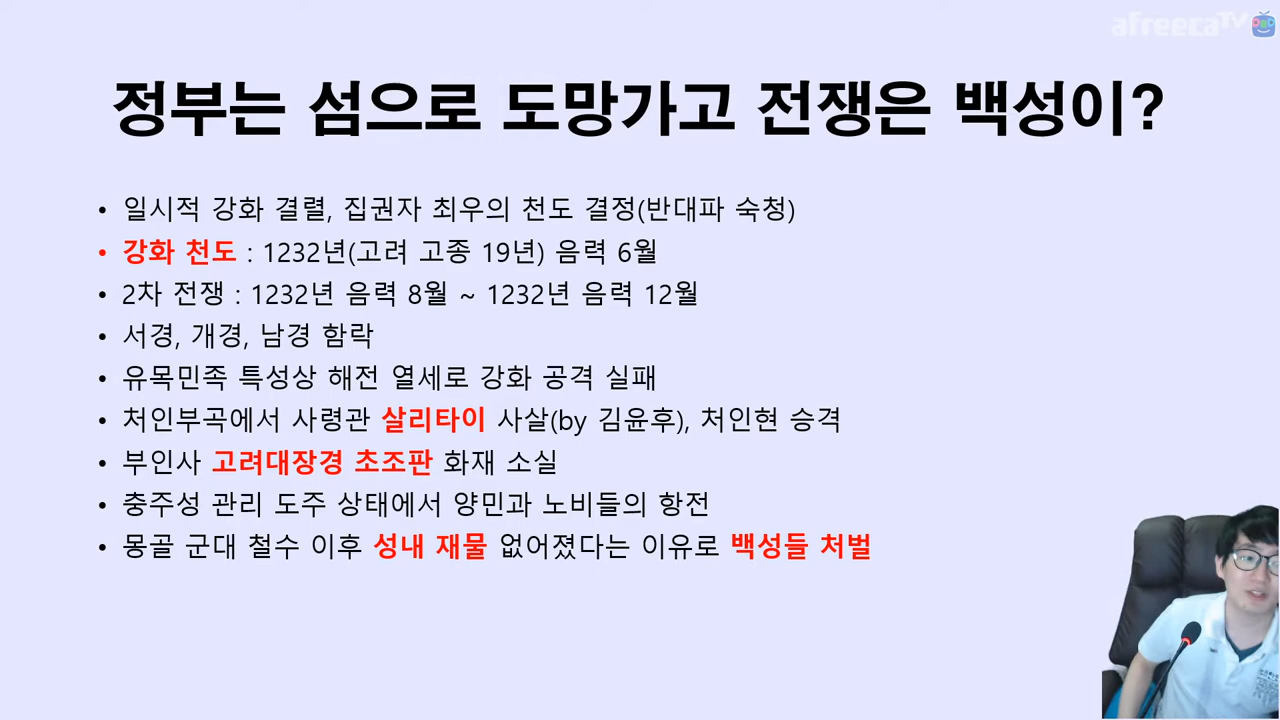 afreecaTV
정부는 섬으로 도망가고 전쟁은 백성이?
• 일시적 강화 결렬, 집권자 최우의 천도 결정(반대파 숙청)
• 강화 천도 : 1232년(고려 고종 19년) 음력 6월
• 2차 전쟁 : 1232년 음력 8월 ~ 1232년 음력 12월
• 서경, 개경, 남경 함락
• 유목민족 특성상 해전 열세로 강화 공격 실패
• 처인부곡에서 사령관 살리타이 사살(by 김윤후), 처인현 승격
• 부인사 고려대장경 초조판 화재 소실
• 충주성 관리 도주 상태에서 양민과 노비들의 항전
• 몽골 군대 철수 이후 성내 재물 없어졌다는 이유로 백성들 처벌